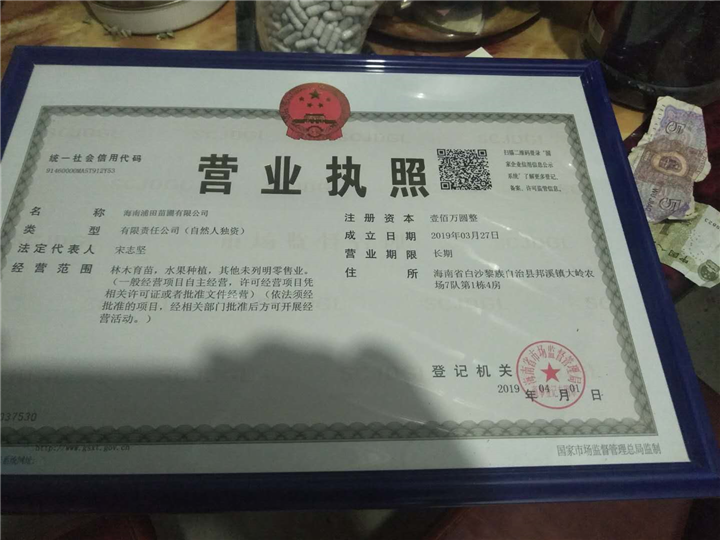 统一社会信用代码
营业执照
扫描二维码登录“国
家企业信用信息公示
系统”了解更多登记、
备案、许可监管信息。
名称 海南浦田苗圃有限公司
类型 有限责任公司（自然人独资）
法定代表人 宋志坚
经营范围 林木育苗，水果种植，其他未列明零售业。
（一般经营项目自主经营，许可经营项目凭
相关许可证或者批准文件经营）（依法须经
批准的项目，经相关部门批准后方可开展经
营活动。）
注册资本 壹佰万圆整
成立日期 2019年03月27日
营业期限 长期
住所 海南省白沙黎族自治县邦溪镇大岭农
场7队第1栋4房
登记机关
2019年04月01日
037530
国家市场监督管理总局监制